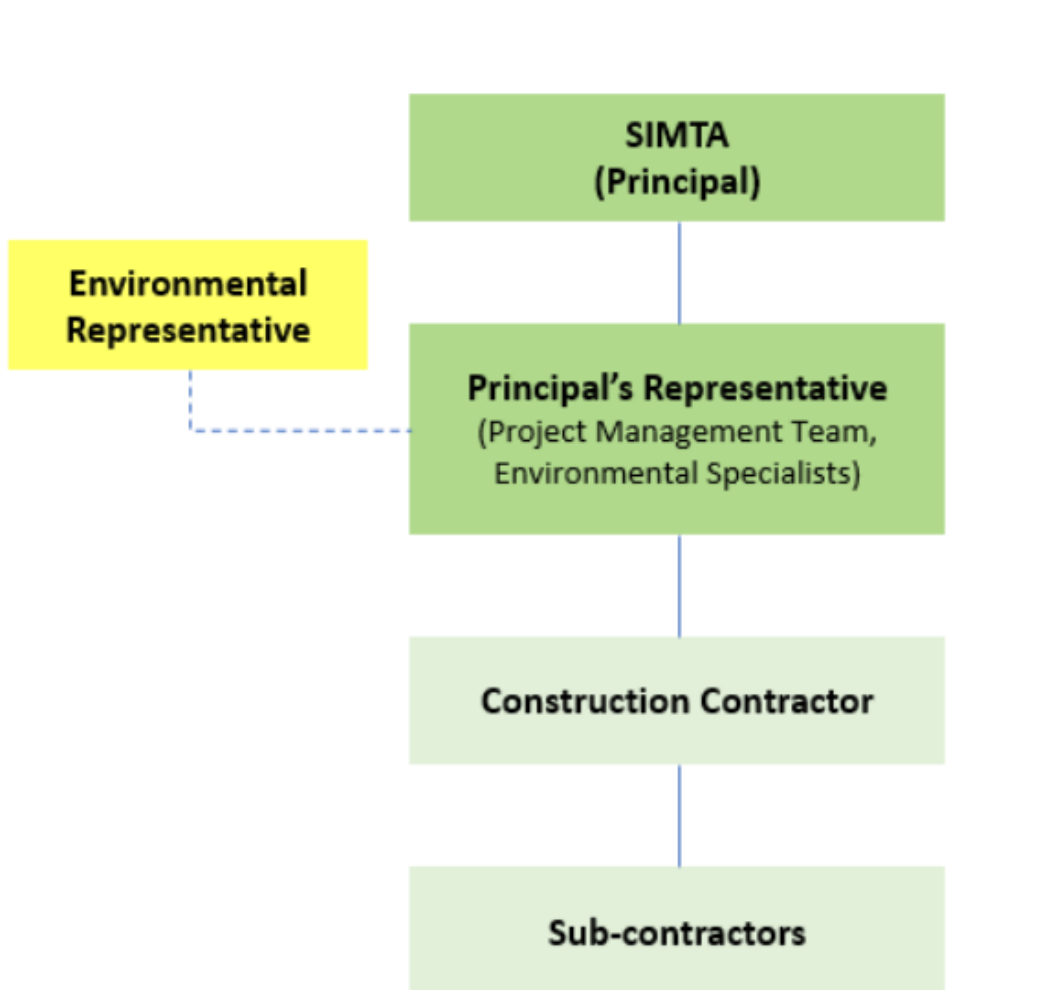 SIMTA
(Principal)
Environmental
Representative
Principal’s Representative
(Project Management Team,
Environmental Specialists)
Construction Contractor
Sub-contractors